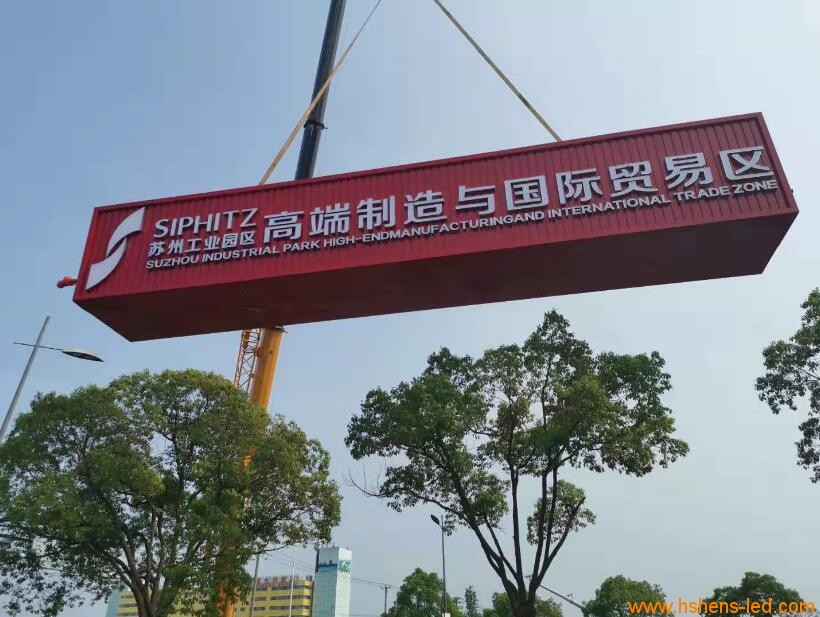 SIPHITZ
苏州工业园区
高端制造与国际贸易区
SUZHOU INDUSTRIAL PARK HIGH-ENDMANUFACTURINGAND INTERNATIONAL TRADE ZONE
www.hshens-led.com